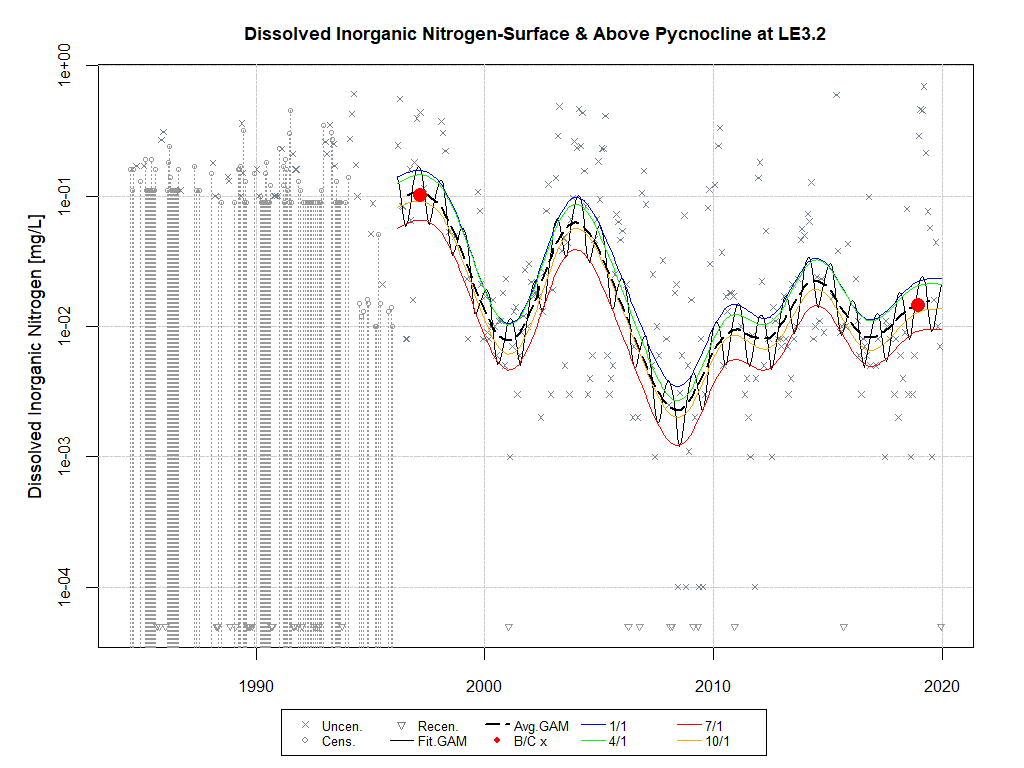 Dissolved Inorganic Nitrogen-Surface & Above Pycnocline at LE3.2
Dissolved Inorganic Nitrogen [mg/L]
1e+00
1e-01
1e-02
1e-03
1e-04
1990 2000 2010 2020
Uncen. Recen. Avg.GAM 1/1 7/1
Cens. Fit.GAM B/C x 4/1 10/1